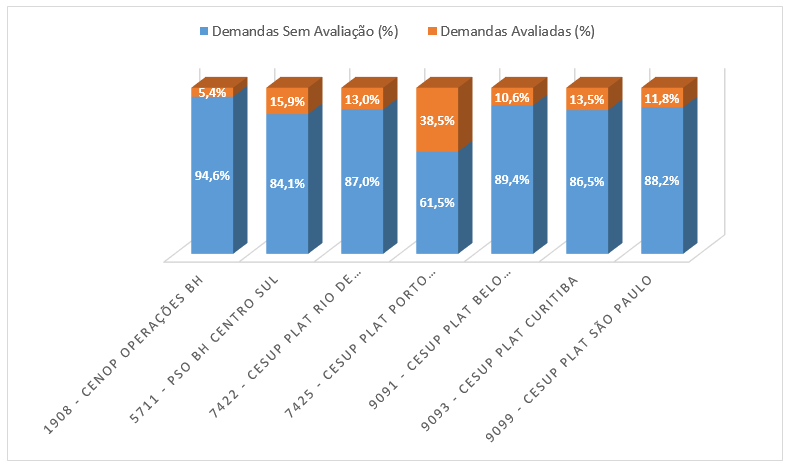 Demandas Sem Avaliação (%) Demandas Avaliadas (%)
5,4% 15,9% 13,0% 38,5% 10,6% 13,5% 11,8%
94,6% 84,1% 87,0% 61,5% 89,4% 86,5% 88,2%
1908 - CENOP OPERAÇÕES BH
5711 - PSO BH CENTRO SUL
7422 - CESUP PLAT RIO DE...
7425 - CESUP PLAT PORTO...
9091 - CESUP PLAT BELO...
9093 - CESUP PLAT CURITIBA
9099 - CESUP PLAT SÃO PAULO